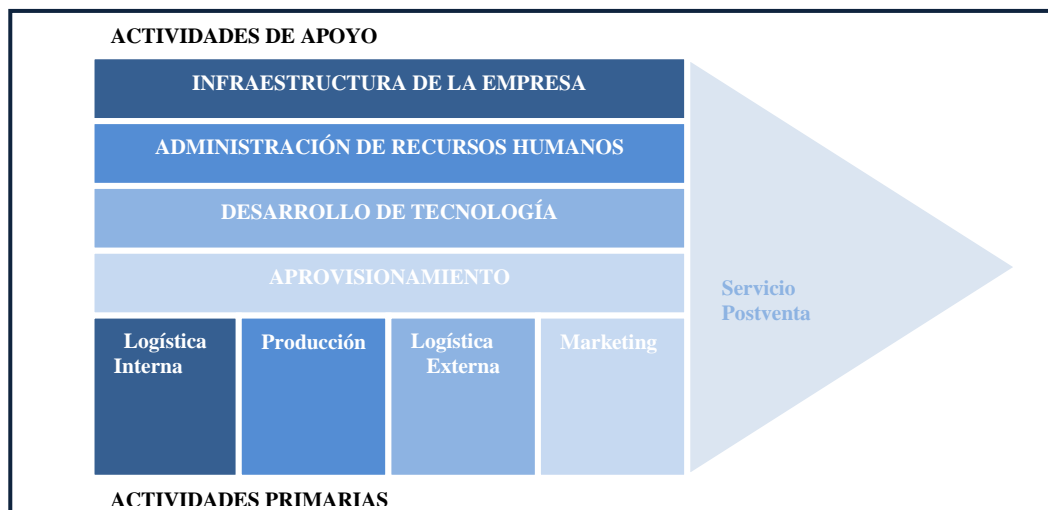 ACTIVIDADES DE APOYO
INFRAESTRUCTURA DE LA EMPRESA
ADMINISTRACIÓN DE RECURSOS HUMANOS
DESARROLLO DE TECNOLOGÍA
APROVISIONAMIENTO
Servicio
Postventa
Logística
Interna
Producción
Logística
Externa
Marketing
ACTIVIDADES PRIMARIAS